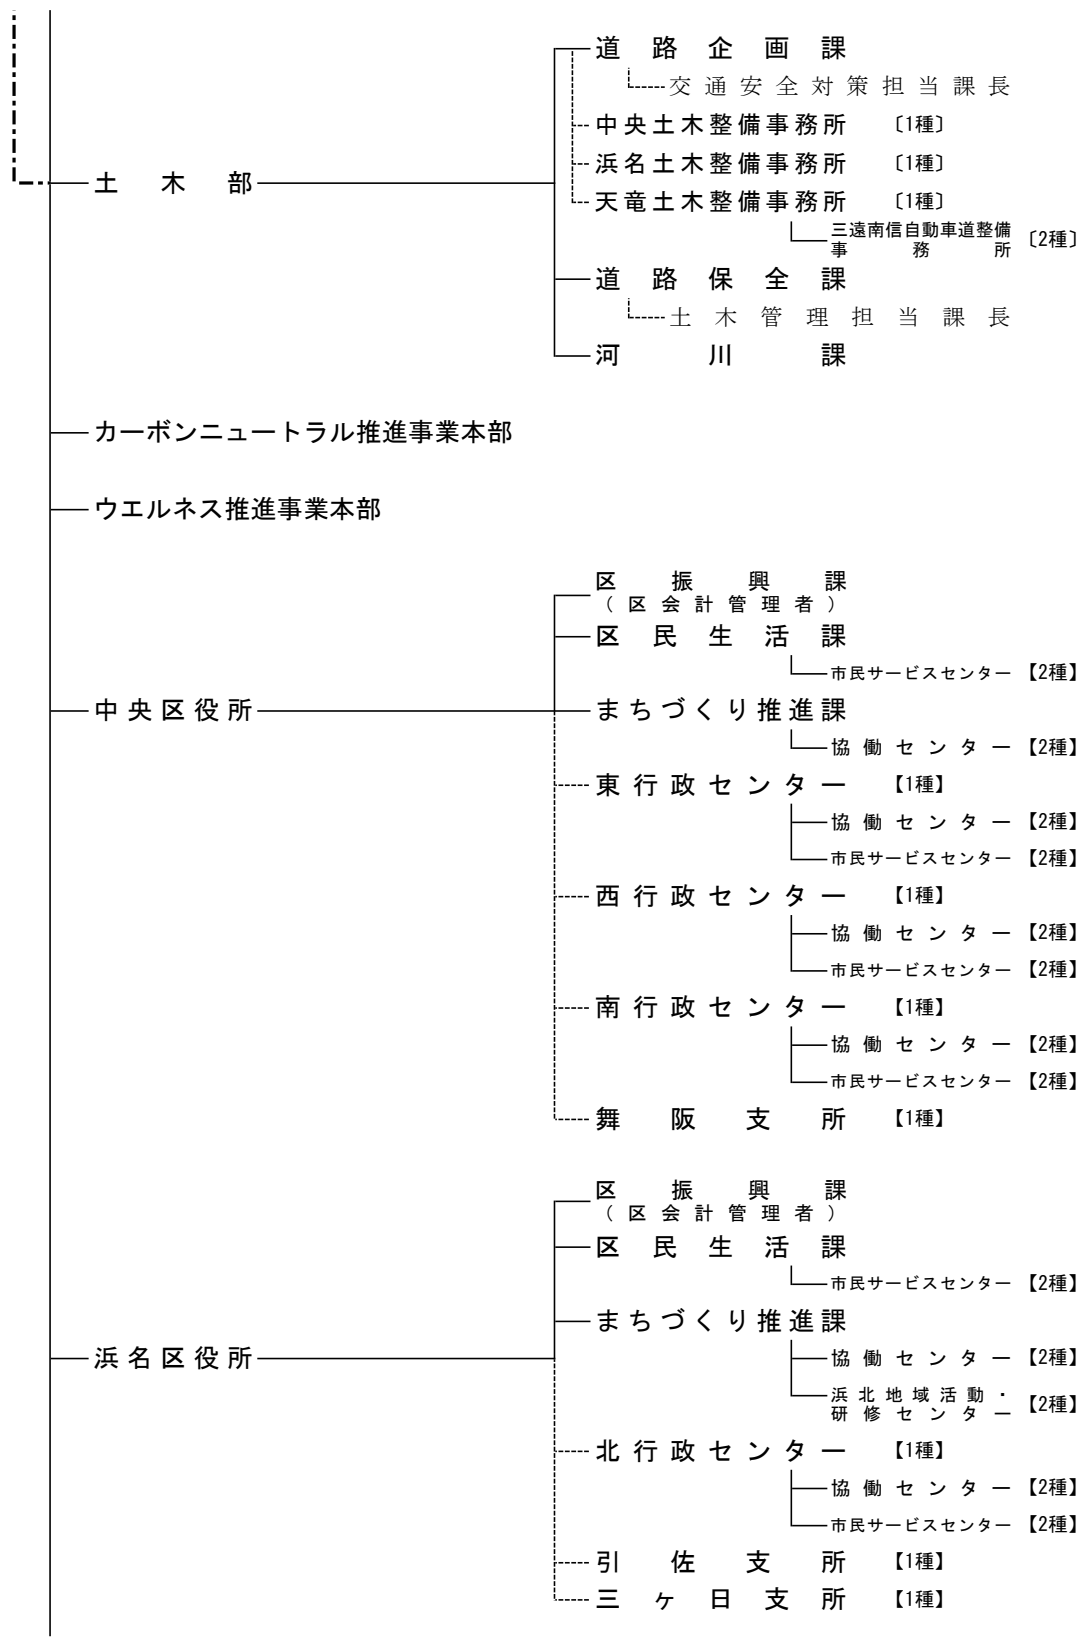 道路企画課
交通安全対策担当課長
中央土木整備事務所 〔1種〕
浜名土木整備事務所 〔1種〕
土木部
天竜土木整備事務所 〔1種〕
三遠南信自動車道整備
事務所 〔2種〕
道路保全課
土木管理担当課長
河川課
カーボンニュートラル推進事業本部
ウエルネス推進事業本部
区振興課
（区会計管理者）
区民生活課
市民サービスセンター 【2種】
中央区役所
まちづくり推進課
協働センター 【2種】
東行政センター 【1種】
協働センター 【2種】
市民サービスセンター 【2種】
西行政センター 【1種】
協働センター 【2種】
市民サービスセンター 【2種】
南行政センター 【1種】
協働センター 【2種】
市民サービスセンター 【2種】
舞阪支所 【1種】
区振興課
（区会計管理者）
区民生活課
市民サービスセンター 【2種】
まちづくり推進課
浜名区役所
協働センター 【2種】
浜北地域活動・
研修センター 【2種】
北行政センター 【1種】
協働センター 【2種】
市民サービスセンター 【2種】
引佐支所 【1種】
三ヶ日支所 【1種】